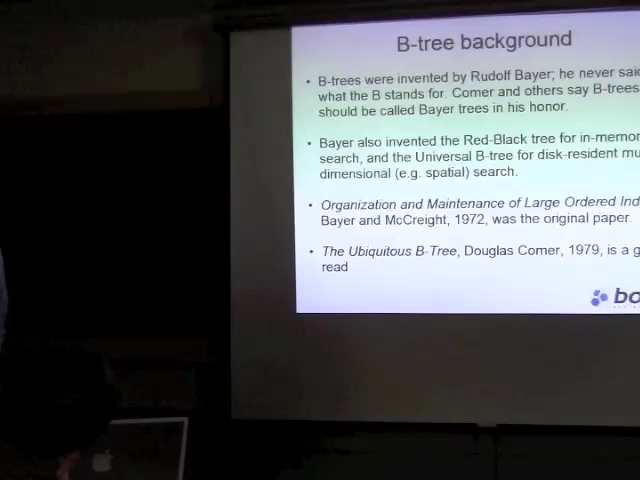 B-tree background
• B-trees were invented by Rudolf Bayer; he never said
what the B stands for. Comer and others say B-trees
should be called Bayer trees in his honor.
• Bayer also invented the Red-Black tree for in-memor
search, and the Universal B-tree for disk-resident mu
dimensional (e.g. spatial) search.
• Organization and Maintenance of Large Ordered Ind
Bayer and McCreight, 1972, was the original paper.
• The Ubiquitous B-Tree, Douglas Comer, 1979, is a g
read